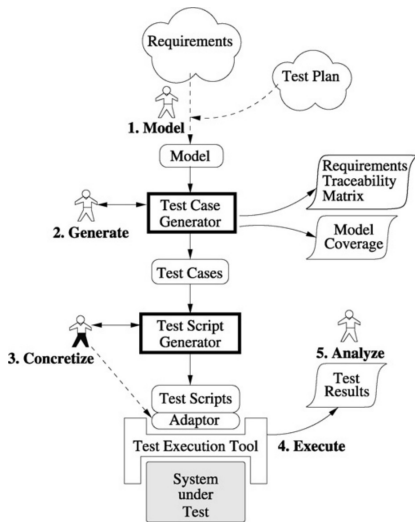 Requirements
Test Plan
1. Model
Model
Requirements
Traceability
Matrix
Test Case
Generator
2. Generate
Model
Coverage
Test Cases
Test Script
Generator
3. Concretize
5. Analyze
Test
Results
Test Scripts
Adaptor
Test Execution Tool
4. Execute
System
under
Test